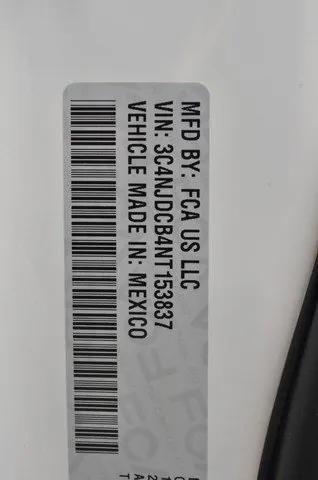 MFD BY: FCA US LLC
VIN: 3C4NJDCB4NT153837
VEHICLE MADE IN: MEXICO